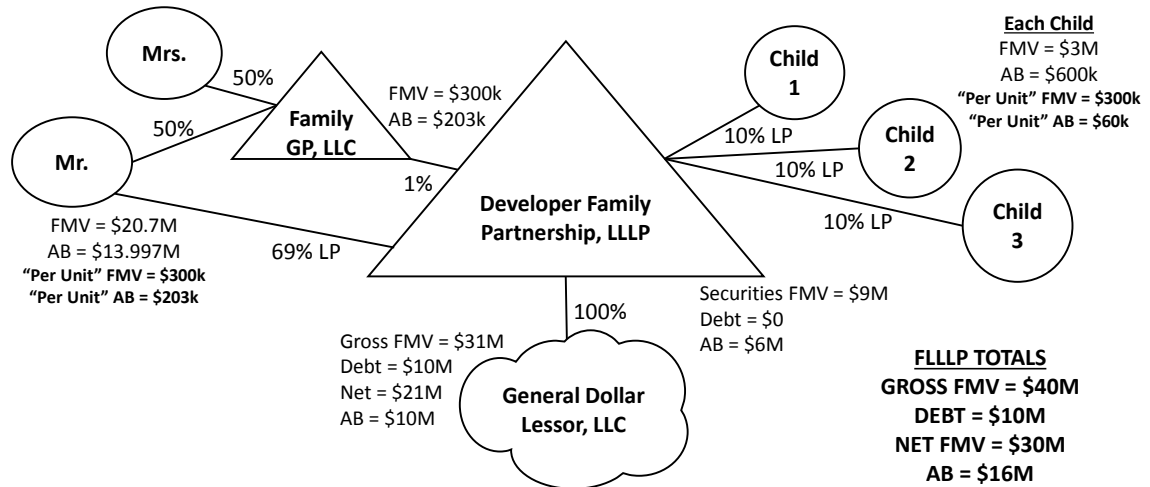 Mrs.
50%
Family
GP, LLC
FMV = $300k
AB = $203k
50%
Mr.
1%
FMV = $20.7M
AB = $13.997M
“Per Unit” FMV = $300k
“Per Unit” AB = $203k
69% LP
Developer Family
Partnership, LLLP
Child
1
10% LP
Child
2
10% LP
Child
3
10% LP
Each Child
FMV = $3M
AB = $600k
“Per Unit” FMV = $300k
“Per Unit” AB = $60k
100%
Securities FMV = $9M
Debt = $0
AB = $6M
Gross FMV = $31M
Debt = $10M
Net = $21M
AB = $10M
General Dollar
Lessor, LLC
FLLLP TOTALS
GROSS FMV = $40M
DEBT = $10M
NET FMV = $30M
AB = $16M